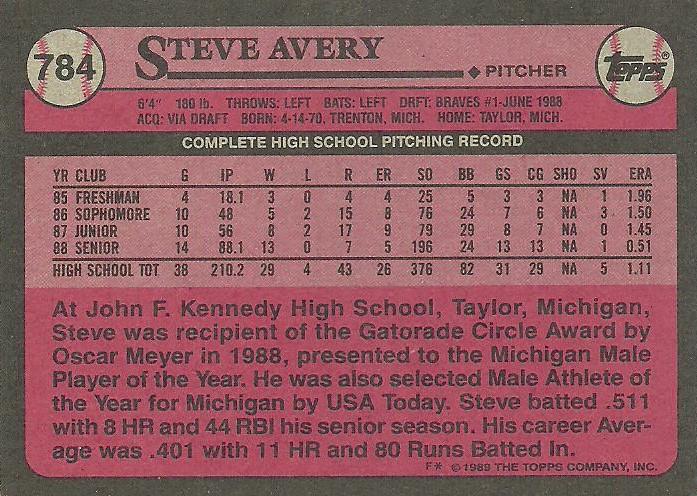 784
STEVE AVERY
PITCHER
TOPPS
6'4" 180 lb. THROWS: LEFT BATS: LEFT DRFT: BRAVES #1-JUNE 1988
ACQ: VIA DRAFT BORN: 4-14-70, TRENTON, MICH. HOME: TAYLOR, MICH.
COMPLETE HIGH SCHOOL PITCHING RECORD
YR CLUB G IP W L R ER SO BB GS CG SHO SV ERA
85 FRESHMAN 4 18.1 3 0 4 4 25 5 3 3 NA 1 1.96
86 SOPHOMORE 10 48 5 2 15 8 76 24 7 6 NA 3 1.50
87 JUNIOR 10 56 8 2 17 9 79 29 8 7 NA 0 1.45
88 SENIOR 14 88.1 13 0 7 5 196 24 13 13 NA 1 0.51
HIGH SCHOOL TOT 38 210.2 29 4 43 26 376 82 31 29 NA 5 1.11
At John F. Kennedy High School, Taylor, Michigan,
Steve was recipient of the Gatorade Circle Award by
Oscar Meyer in 1988, presented to the Michigan Male
Player of the Year. He was also selected Male Athlete of
the Year for Michigan by USA Today. Steve batted .511
with 8 HR and 44 RBI his senior season. His career Aver-
age was .401 with 11 HR and 80 Runs Batted In.
F* © 1989 THE TOPPS COMPANY, INC.